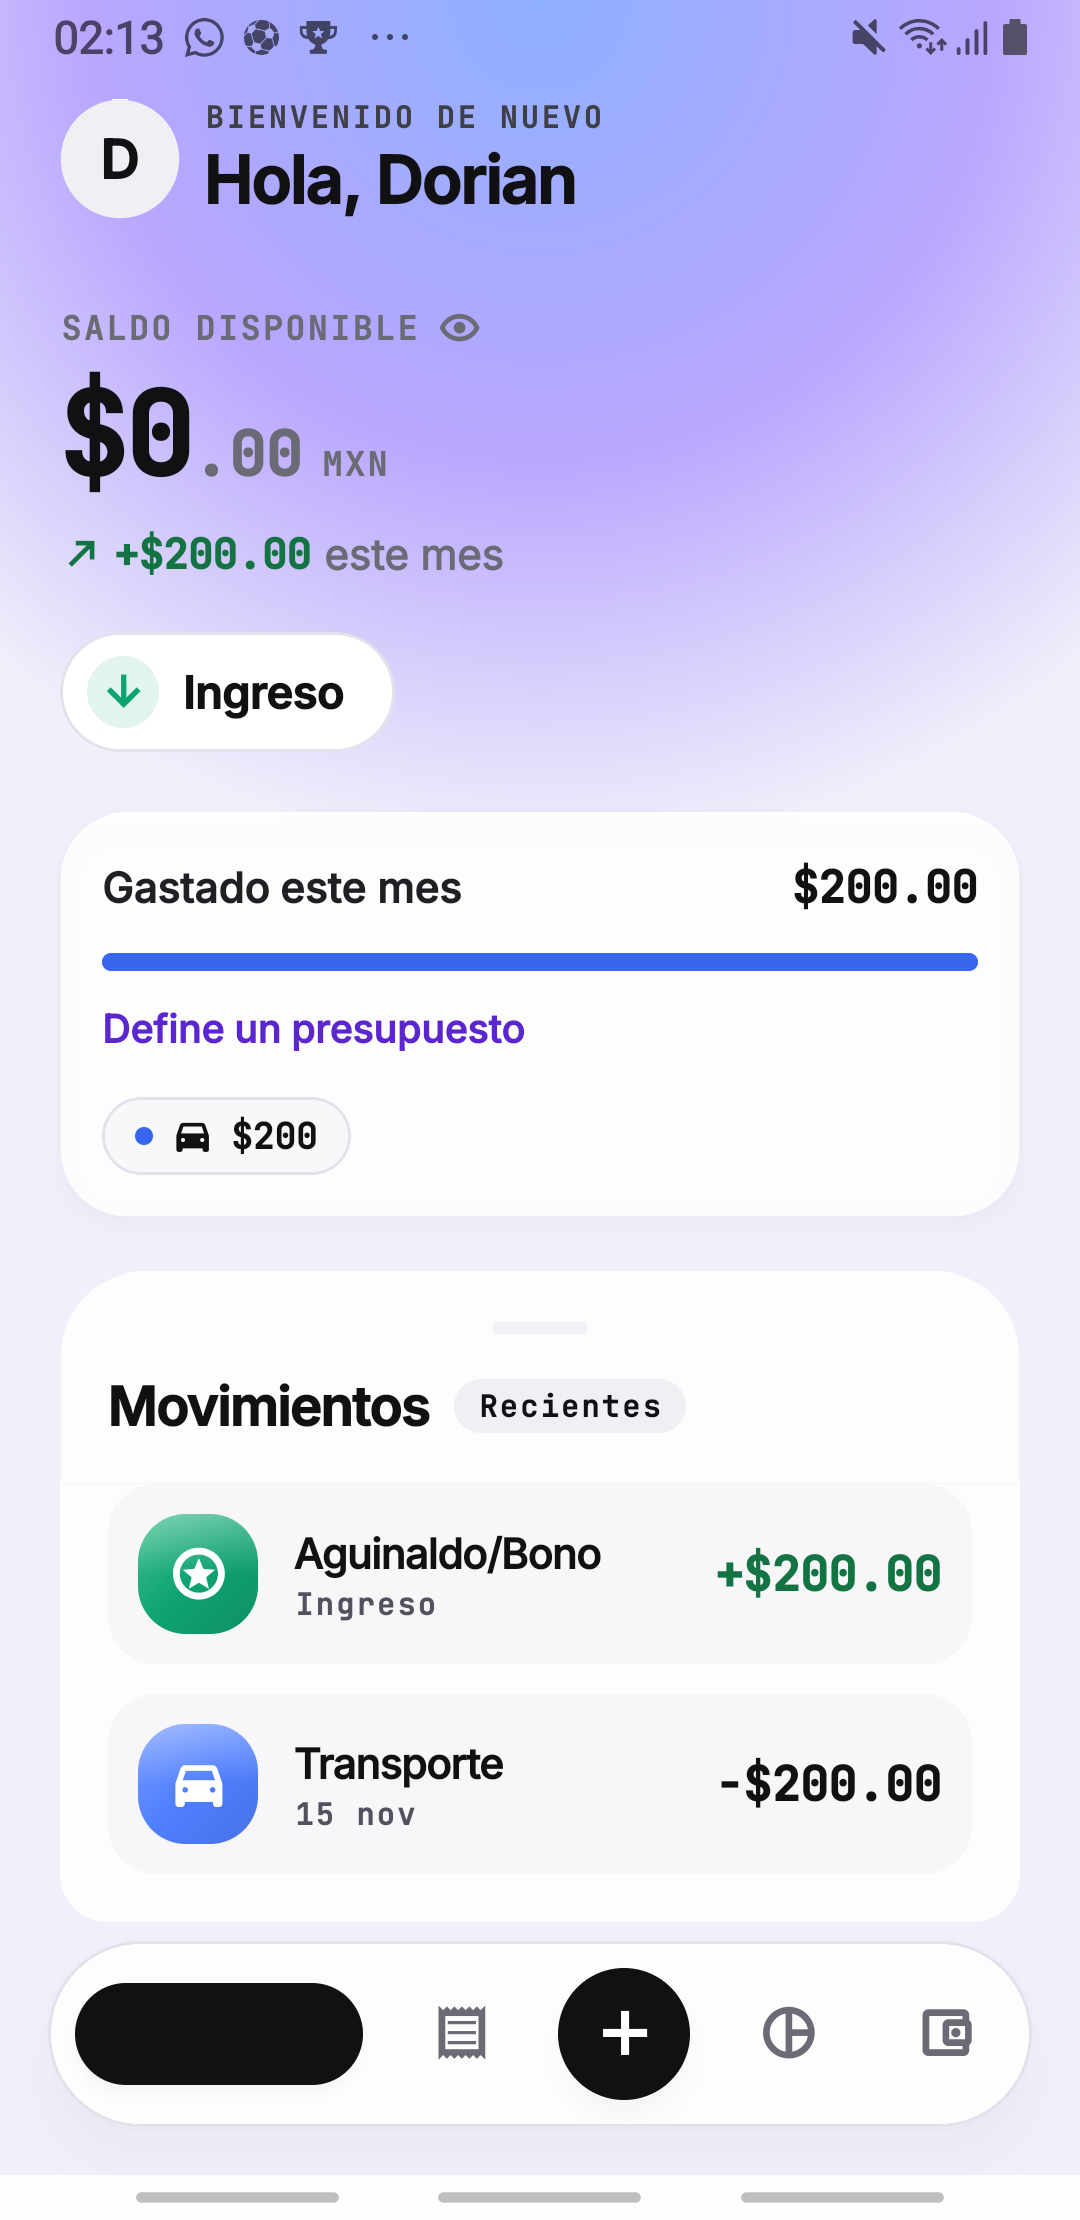 02:13
D
BIENVENIDO DE NUEVO
Hola, Dorian
SALDO DISPONIBLE
$0.00 MXN
+$200.00 este mes
Ingreso
Gastado este mes $200.00
Define un presupuesto
$200
Movimientos Recientes
Aguinaldo/Bono
Ingreso
+$200.00
Transporte
15 nov
-$200.00